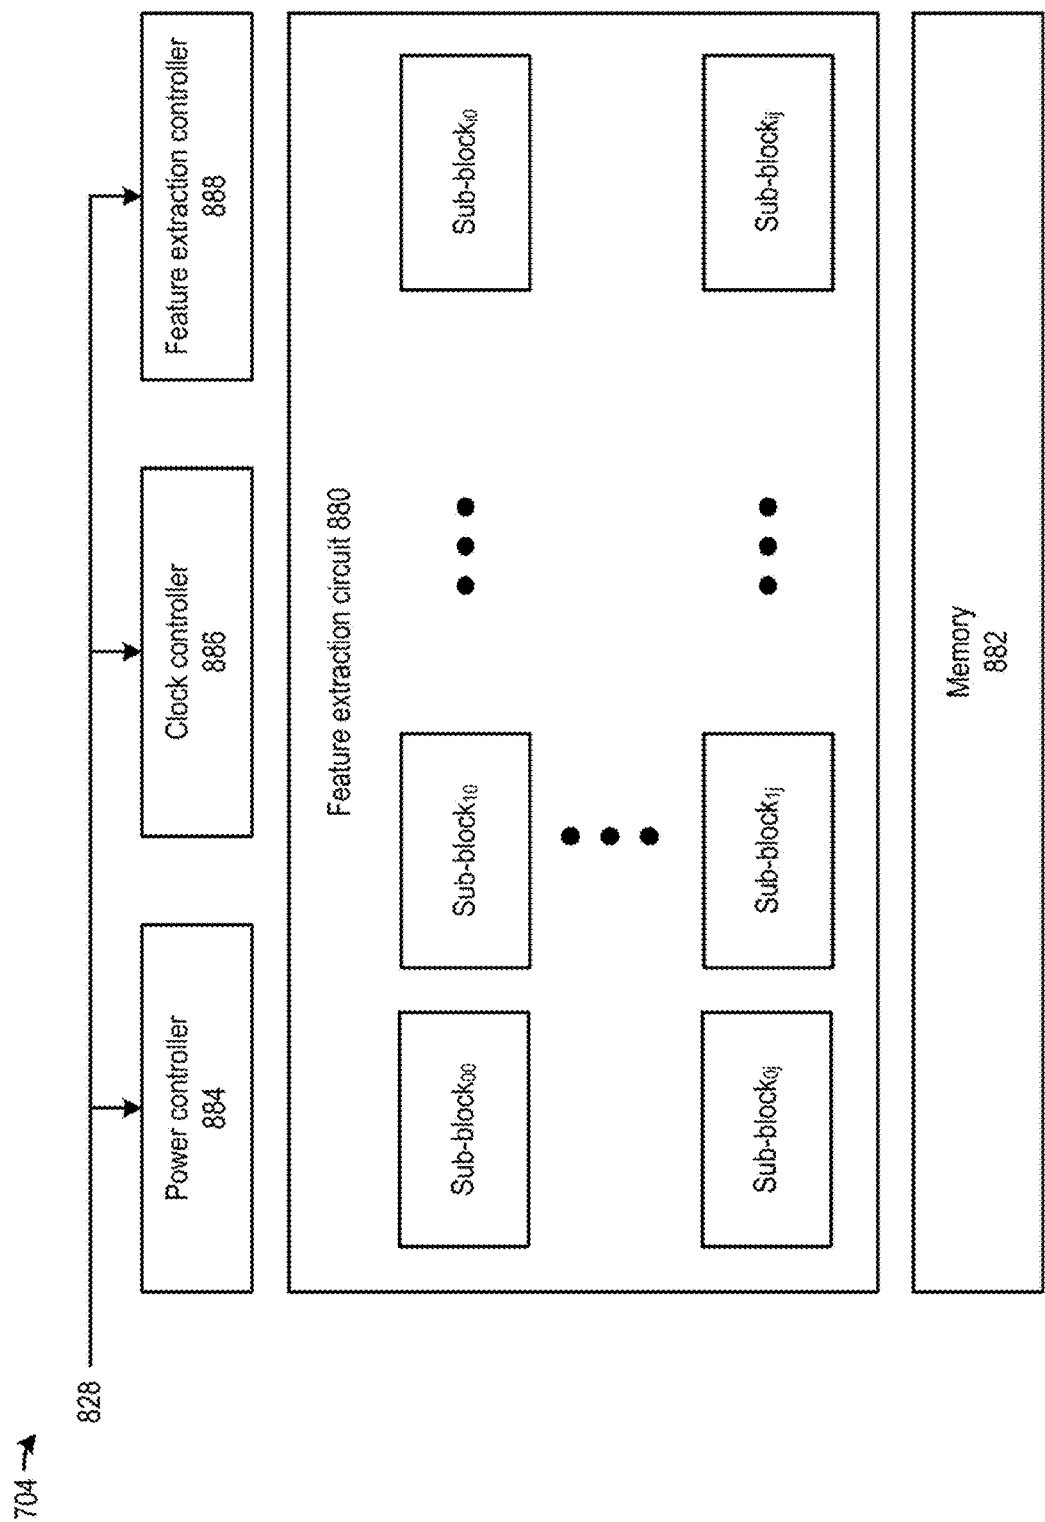 704
828
Power controller
884
Clock controller
886
Feature extraction controller
888
Feature extraction circuit 880
Sub-block00
Sub-block10
Sub-blocki0
Sub-block0j
Sub-block1j
Sub-blockij
Memory
882